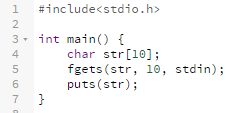 1 #include<stdio.h>
2
3 int main() {
4     char str[10];
5     fgets(str, 10, stdin);
6     puts(str);
7 }